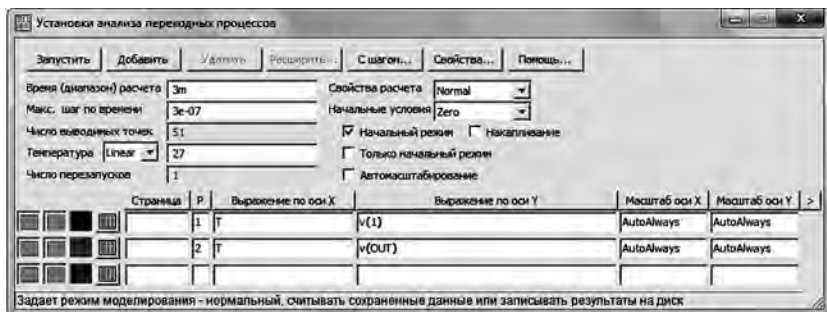 Установки анализа переходных процессов
Запустить Добавить Удалить Расширить... С шагом... Свойства... Помощь...
Время (диапазон) расчета 3m Свойства расчета Normal
Макс. шаг по времени 3e-07 Начальные условия Zero
Число выводимых точек 51 Начальный режим Накапливание
Температура Linear 27 Только начальный режим
Число перезапусков 1 Автомасштабирование
Страница P Выражение по оси X Выражение по оси Y Масштаб оси X Масштаб оси Y >
1 T v(1) AutoAlways AutoAlways
2 T v(OUT) AutoAlways AutoAlways
Задает режим моделирования - нормальный, считывать сохраненные данные или записывать результаты на диск